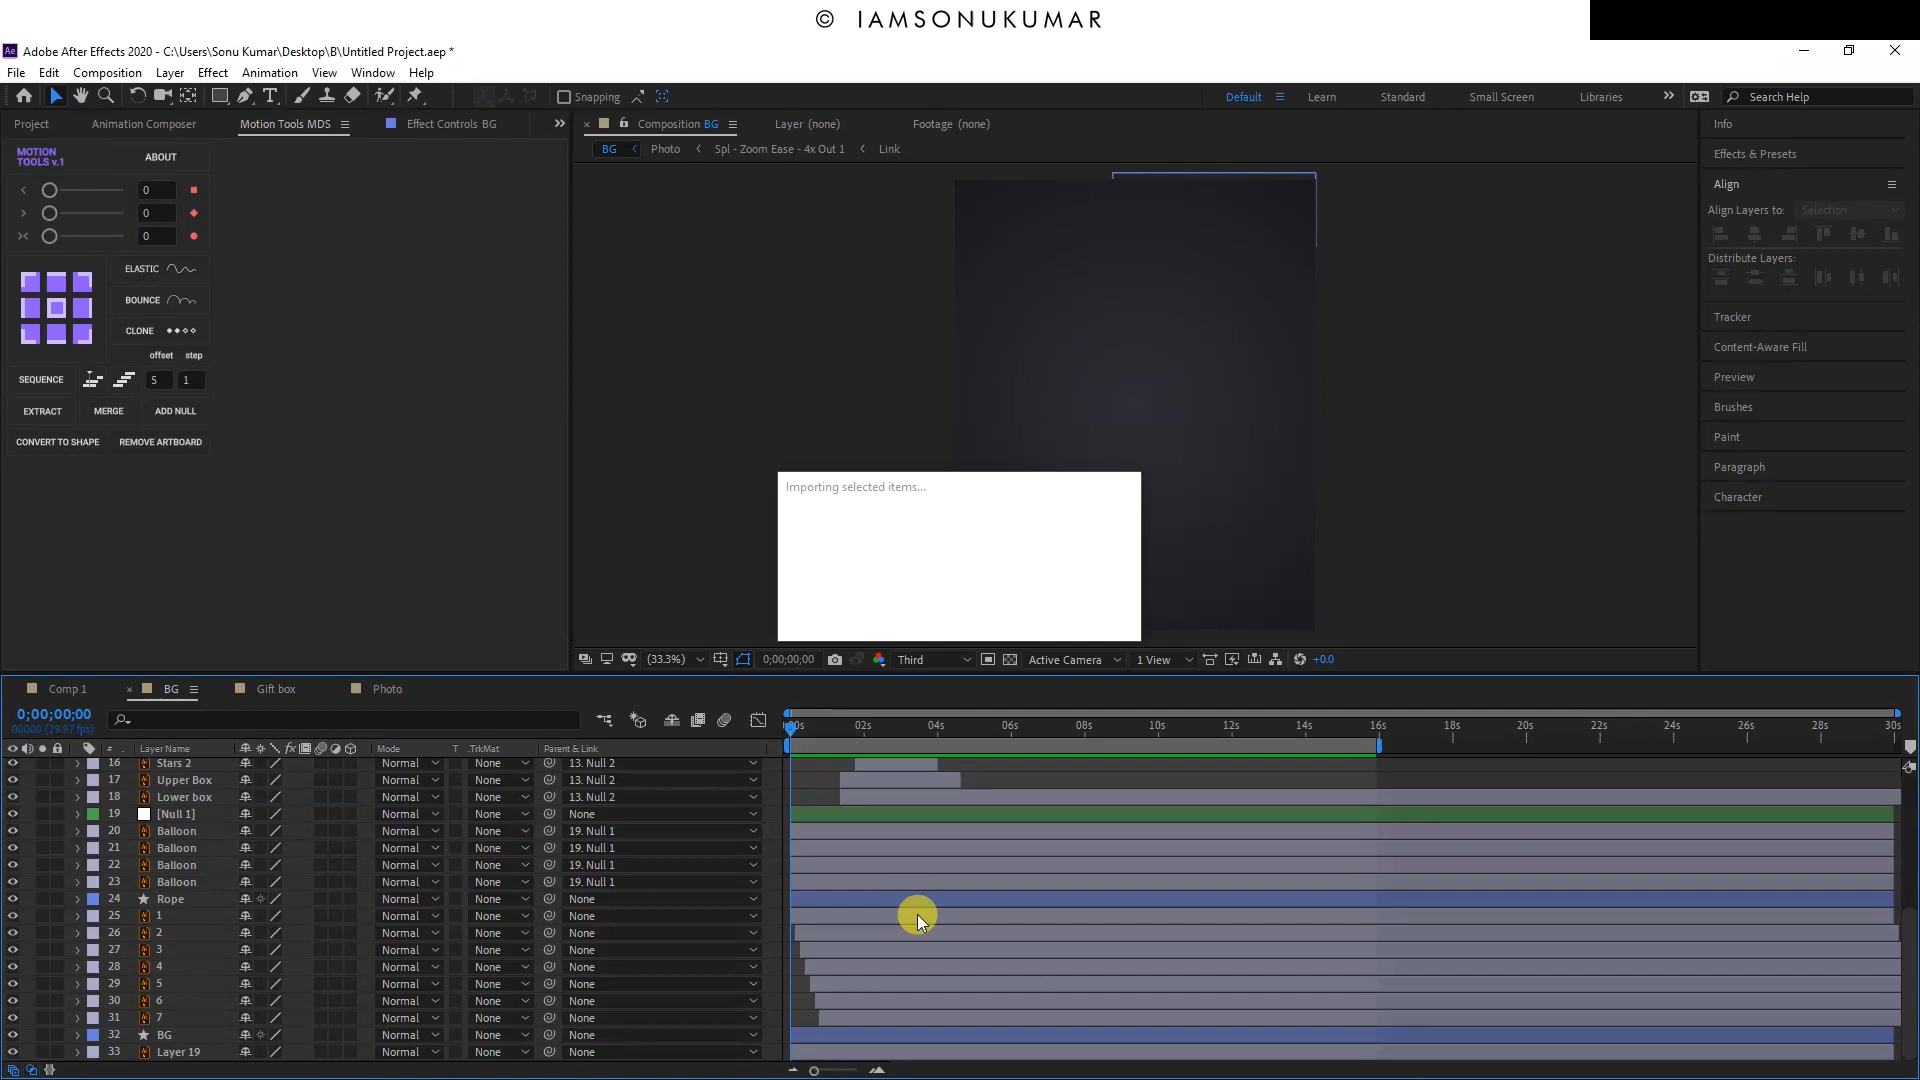 © IAMSONUKUMAR
Ae Adobe After Effects 2020 - C:\Users\Sonu Kumar\Desktop\B\Untitled Project.aep *
File Edit Composition Layer Effect Animation View Window Help
Snapping Default Learn Standard Small Screen Libraries Search Help
Project Animation Composer Motion Tools MDS Effect Controls BG
Composition BG Layer (none) Footage (none)
BG Photo Spl - Zoom Ease - 4x Out 1 Link
MOTION TOOLS v.1 ABOUT
0
0
0
ELASTIC
BOUNCE
CLONE
offset step
SEQUENCE 5 1
EXTRACT MERGE ADD NULL
CONVERT TO SHAPE REMOVE ARTBOARD
Importing selected items...
(33.3%) 0;00;00;00 Third Active Camera 1 View +0.0
Info
Effects & Presets
Align
Align Layers to: Selection
Distribute Layers:
Tracker
Content-Aware Fill
Preview
Brushes
Paint
Paragraph
Character
Comp 1 BG Gift box Photo
0;00;00;00
00000 (29.97 fps)
02s 04s 06s 08s 10s 12s 14s 16s 18s 20s 22s 24s 26s 28s 30s
# Layer Name fx Mode T .TrkMat Parent & Link
16 Stars 2 Normal None 13. Null 2
17 Upper Box Normal None 13. Null 2
18 Lower box Normal None 13. Null 2
19 [Null 1] Normal None None
20 Balloon Normal None 19. Null 1
21 Balloon Normal None 19. Null 1
22 Balloon Normal None 19. Null 1
23 Balloon Normal None 19. Null 1
24 Rope Normal None None
25 1 Normal None None
26 2 Normal None None
27 3 Normal None None
28 4 Normal None None
29 5 Normal None None
30 6 Normal None None
31 7 Normal None None
32 BG Normal None None
33 Layer 19 Normal None None